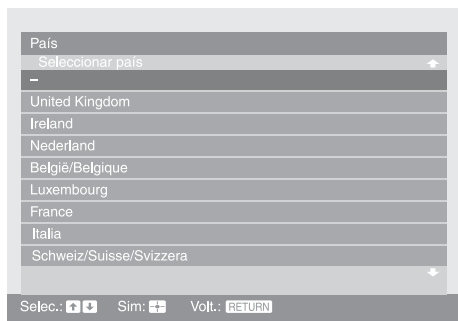 País
Seleccionar país
–
United Kingdom
Ireland
Nederland
België/Belgique
Luxembourg
France
Italia
Schweiz/Suisse/Svizzera
Selec.: Sim: Volt.: RETURN